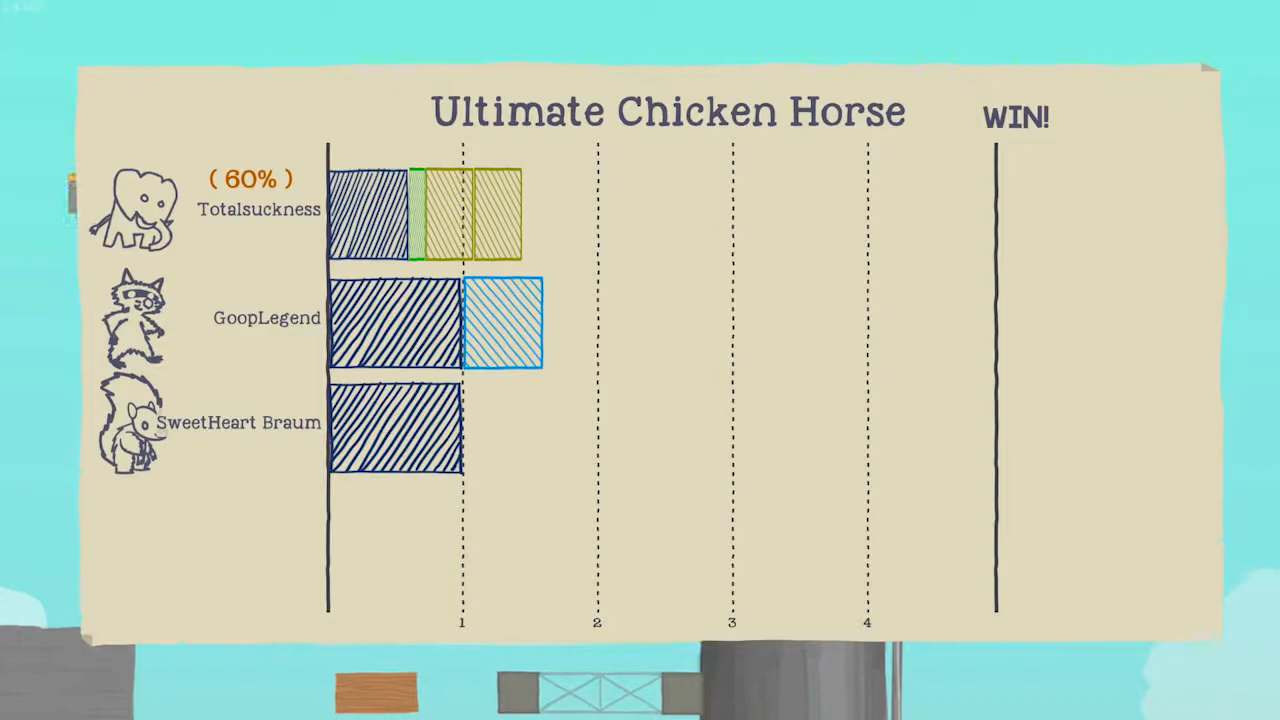 Ultimate Chicken Horse
WIN!
( 60% )
Totalsuckness
GoopLegend
SweetHeart Braum
1 2 3 4